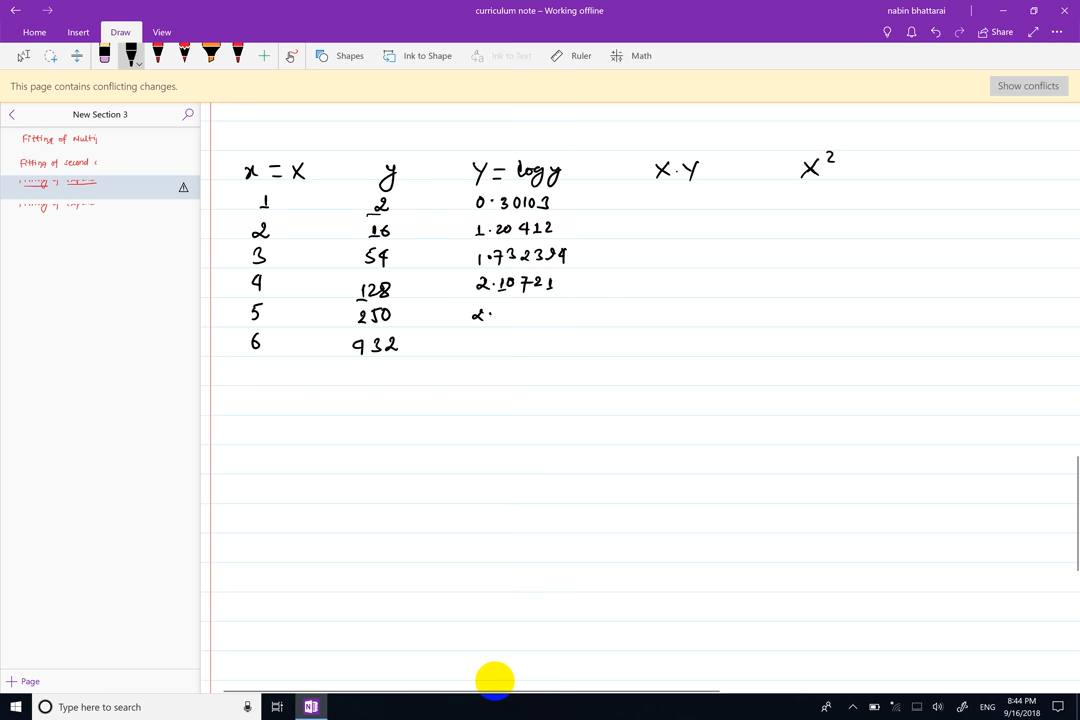 curriculum note – Working offline
nabin bhattarai
Home Insert Draw View
Share
Shapes Ink to Shape Ink to Text Ruler Math
This page contains conflicting changes.
Show conflicts
New Section 3
Fitting of Multip
Fitting of second o
x = X y Y = log y X·Y X²
1 2 0.30103
2 16 1.20412
3 54 1.732394
4 128 2.10721
5 250 2.
6 432
Page
Type here to search
ENG
8:44 PM
9/16/2018